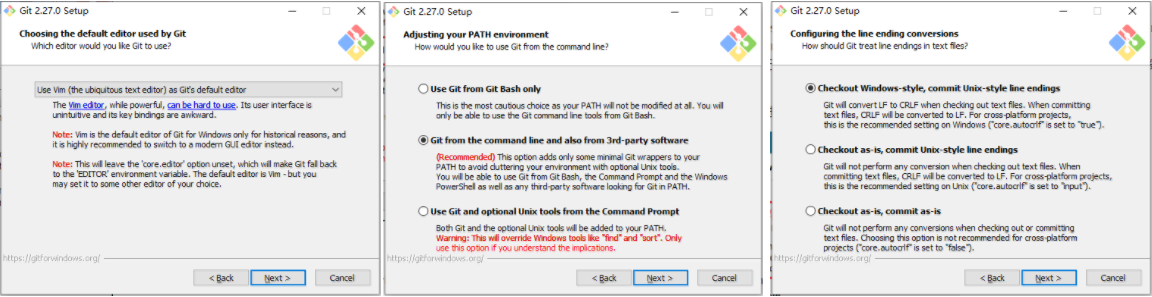 Git 2.27.0 Setup
Choosing the default editor used by Git
Which editor would you like Git to use?
Use Vim (the ubiquitous text editor) as Git's default editor
The Vim editor, while powerful, can be hard to use. Its user interface is
unintuitive and its key bindings are awkward.
Note: Vim is the default editor of Git for Windows only for historical reasons, and
it is highly recommended to switch to a modern GUI editor instead.
Note: This will leave the 'core.editor' option unset, which will make Git fall back
to the 'EDITOR' environment variable. The default editor is Vim - but you
may set it to some other editor of your choice.
https://gitforwindows.org/
< Back
Next >
Cancel
Git 2.27.0 Setup
Adjusting your PATH environment
How would you like to use Git from the command line?
Use Git from Git Bash only
This is the most cautious choice as your PATH will not be modified at all. You will
only be able to use the Git command line tools from Git Bash.
Git from the command line and also from 3rd-party software
(Recommended) This option adds only some minimal Git wrappers to your
PATH to avoid cluttering your environment with optional Unix tools.
You will be able to use Git from Git Bash, the Command Prompt and the Windows
PowerShell as well as any third-party software looking for Git in PATH.
Use Git and optional Unix tools from the Command Prompt
Both Git and the optional Unix tools will be added to your PATH.
Warning: This will override Windows tools like "find" and "sort". Only
use this option if you understand the implications.
https://gitforwindows.org/
< Back
Next >
Cancel
Git 2.27.0 Setup
Configuring the line ending conversions
How should Git treat line endings in text files?
Checkout Windows-style, commit Unix-style line endings
Git will convert LF to CRLF when checking out text files. When committing
text files, CRLF will be converted to LF. For cross-platform projects,
this is the recommended setting on Windows ("core.autocrlf" is set to "true").
Checkout as-is, commit Unix-style line endings
Git will not perform any conversion when checking out text files. When
committing text files, CRLF will be converted to LF. For cross-platform projects,
this is the recommended setting on Unix ("core.autocrlf" is set to "input").
Checkout as-is, commit as-is
Git will not perform any conversions when checking out or committing
text files. Choosing this option is not recommended for cross-platform
projects ("core.autocrlf" is set to "false").
https://gitforwindows.org/
< Back
Next >
Cancel